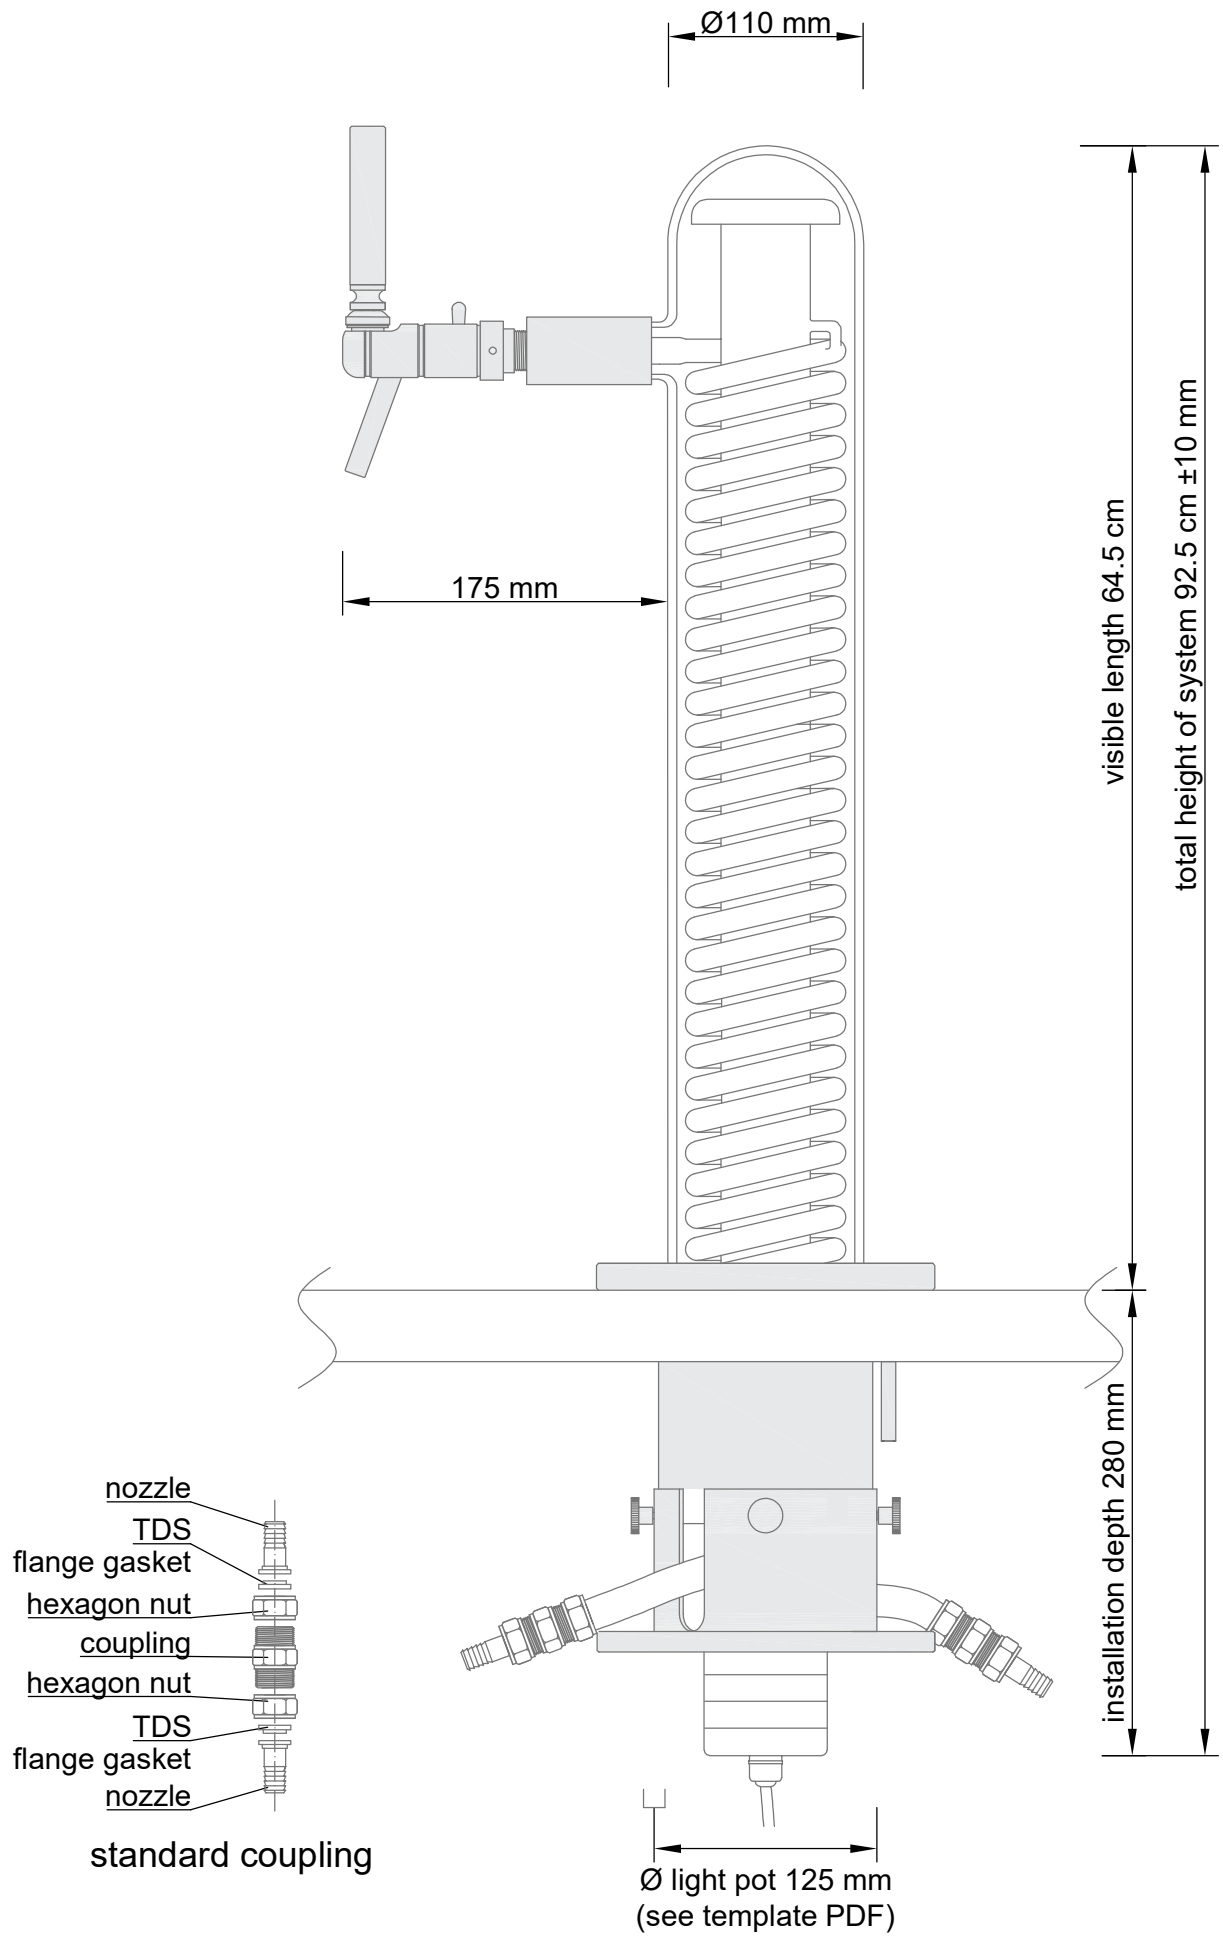 Ø110 mm
175 mm
visible length 64.5 cm
total height of system 92.5 cm ±10 mm
installation depth 280 mm
nozzle
TDS
flange gasket
hexagon nut
coupling
hexagon nut
TDS
flange gasket
nozzle
standard coupling
Ø light pot 125 mm
(see template PDF)